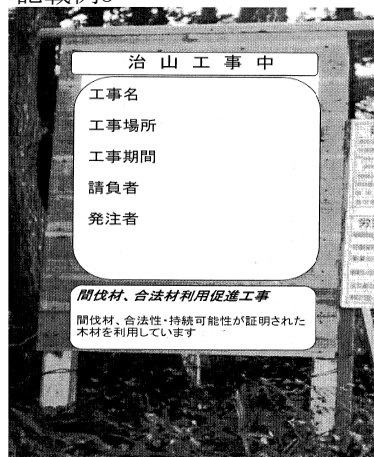 治山工事中
工事名
工事場所
工事期間
請負者
発注者
間伐材、合法材利用促進工事
間伐材、合法性・持続可能性が証明された
木材を利用しています